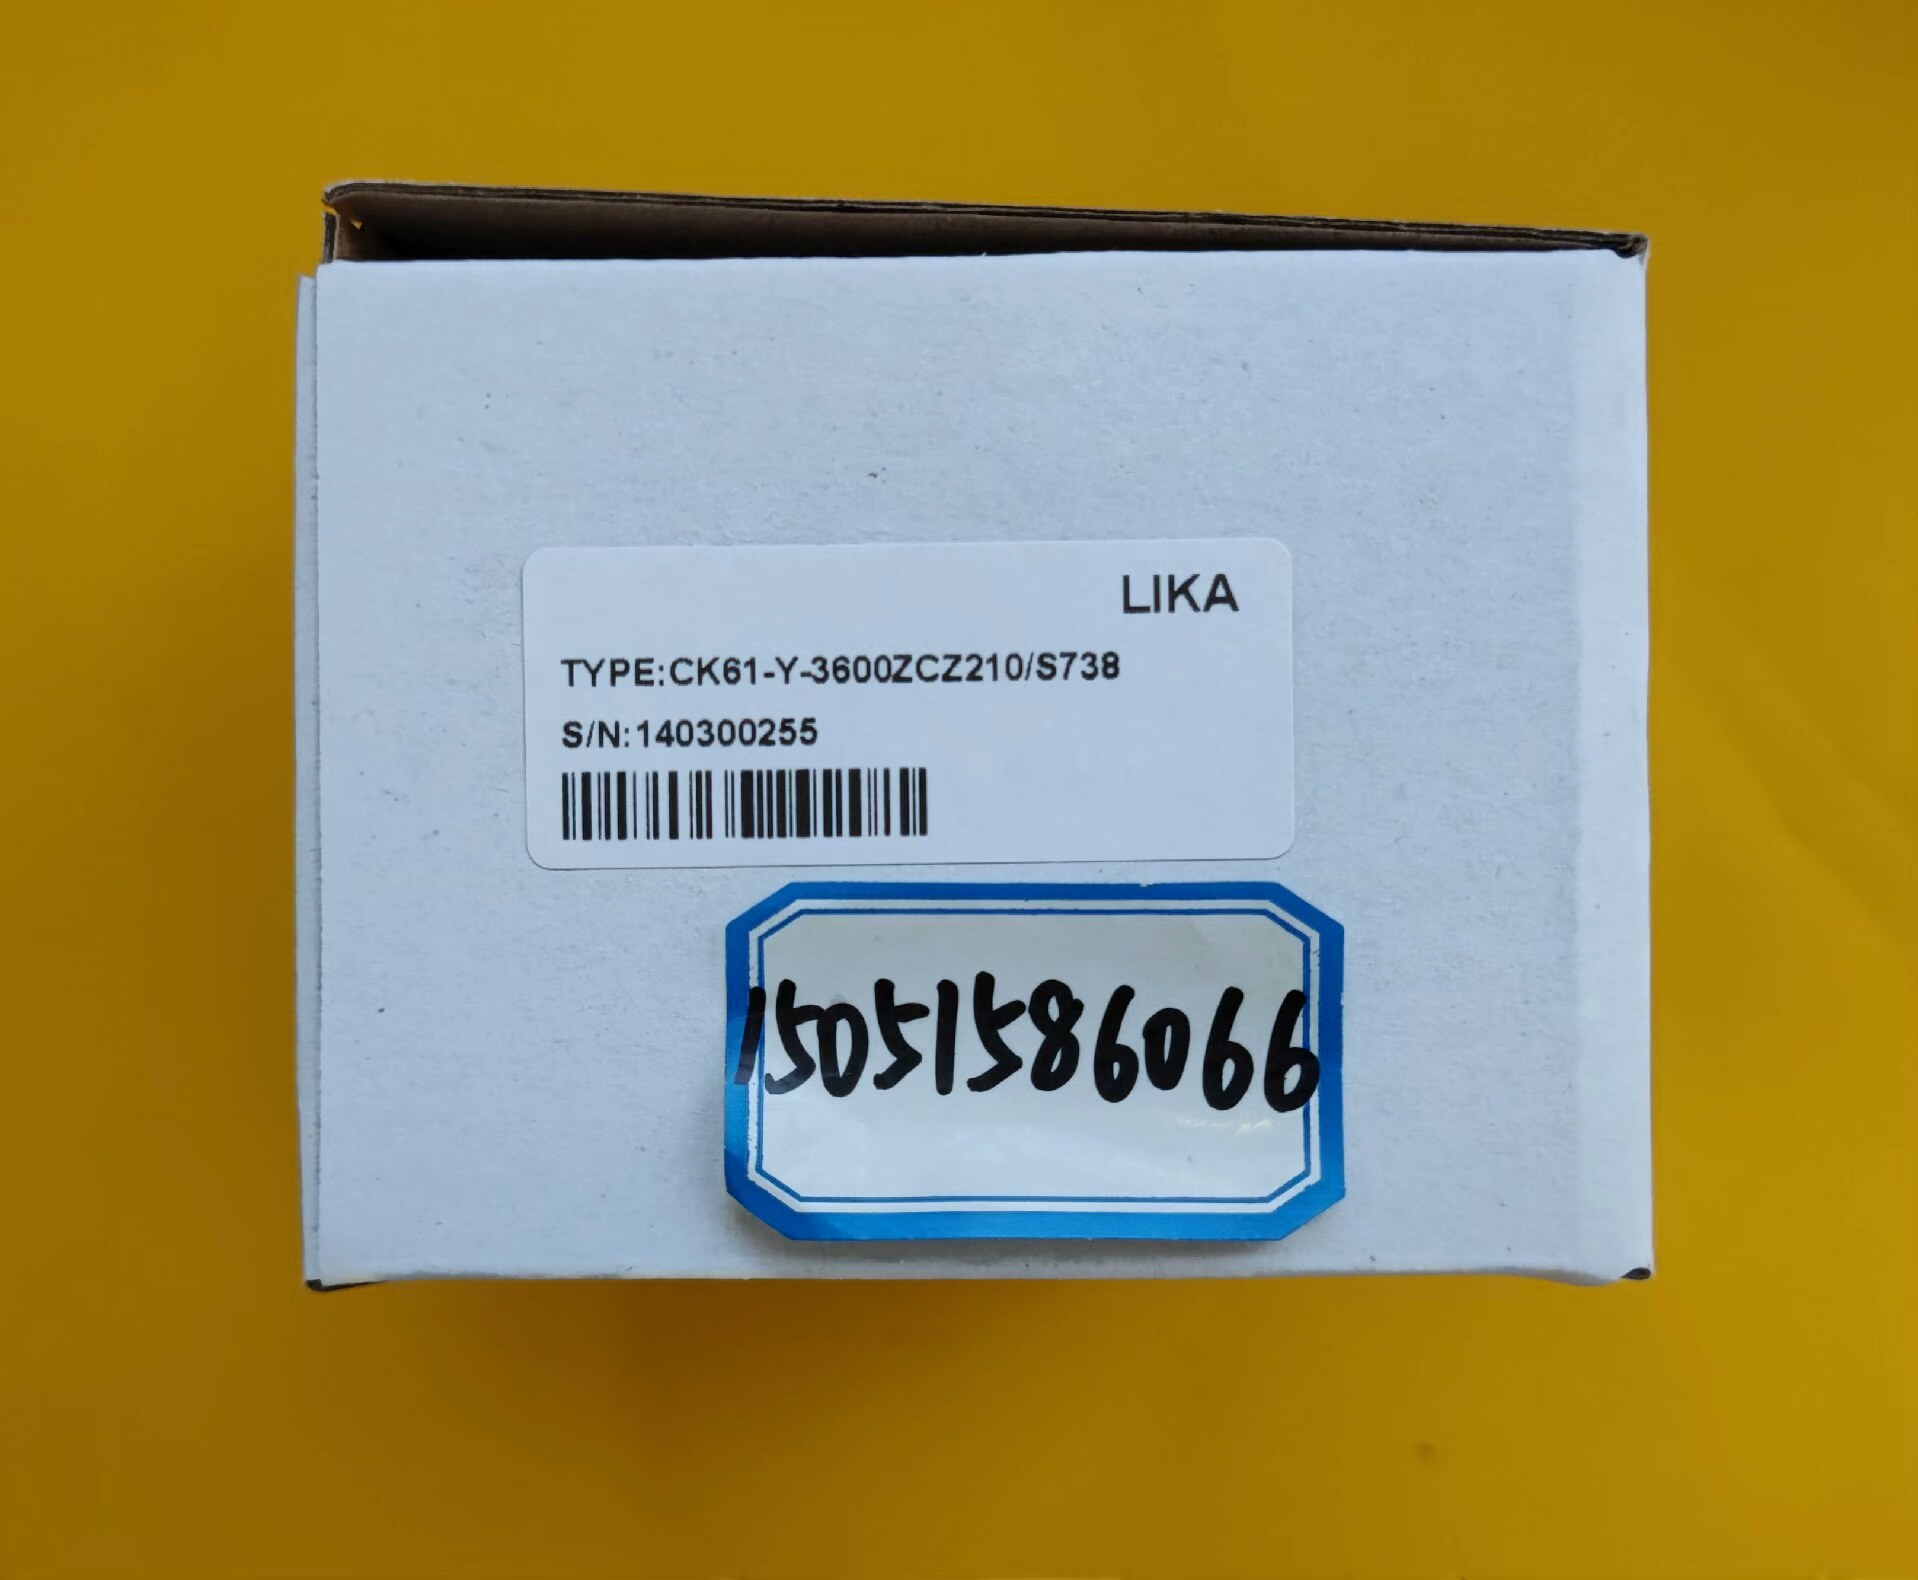 LIKA
TYPE:CK61-Y-3600ZCZ210/S738
S/N:140300255
15051586066